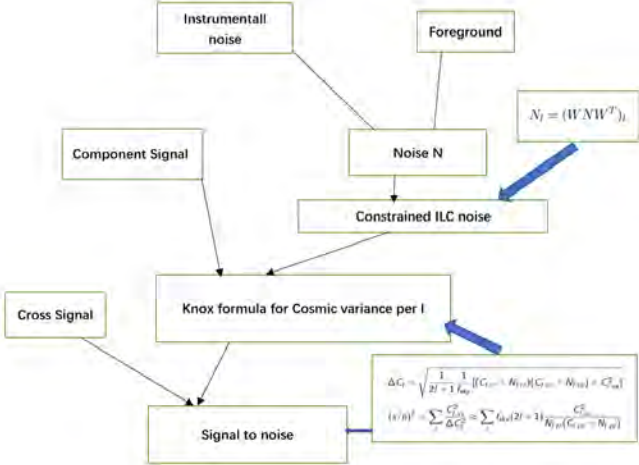 Instrumentall
noise
Foreground
N_l = (WNW^T)_l
Noise N
Component Signal
Constrained ILC noise
Knox formula for Cosmic variance per l
Cross Signal
Signal to noise